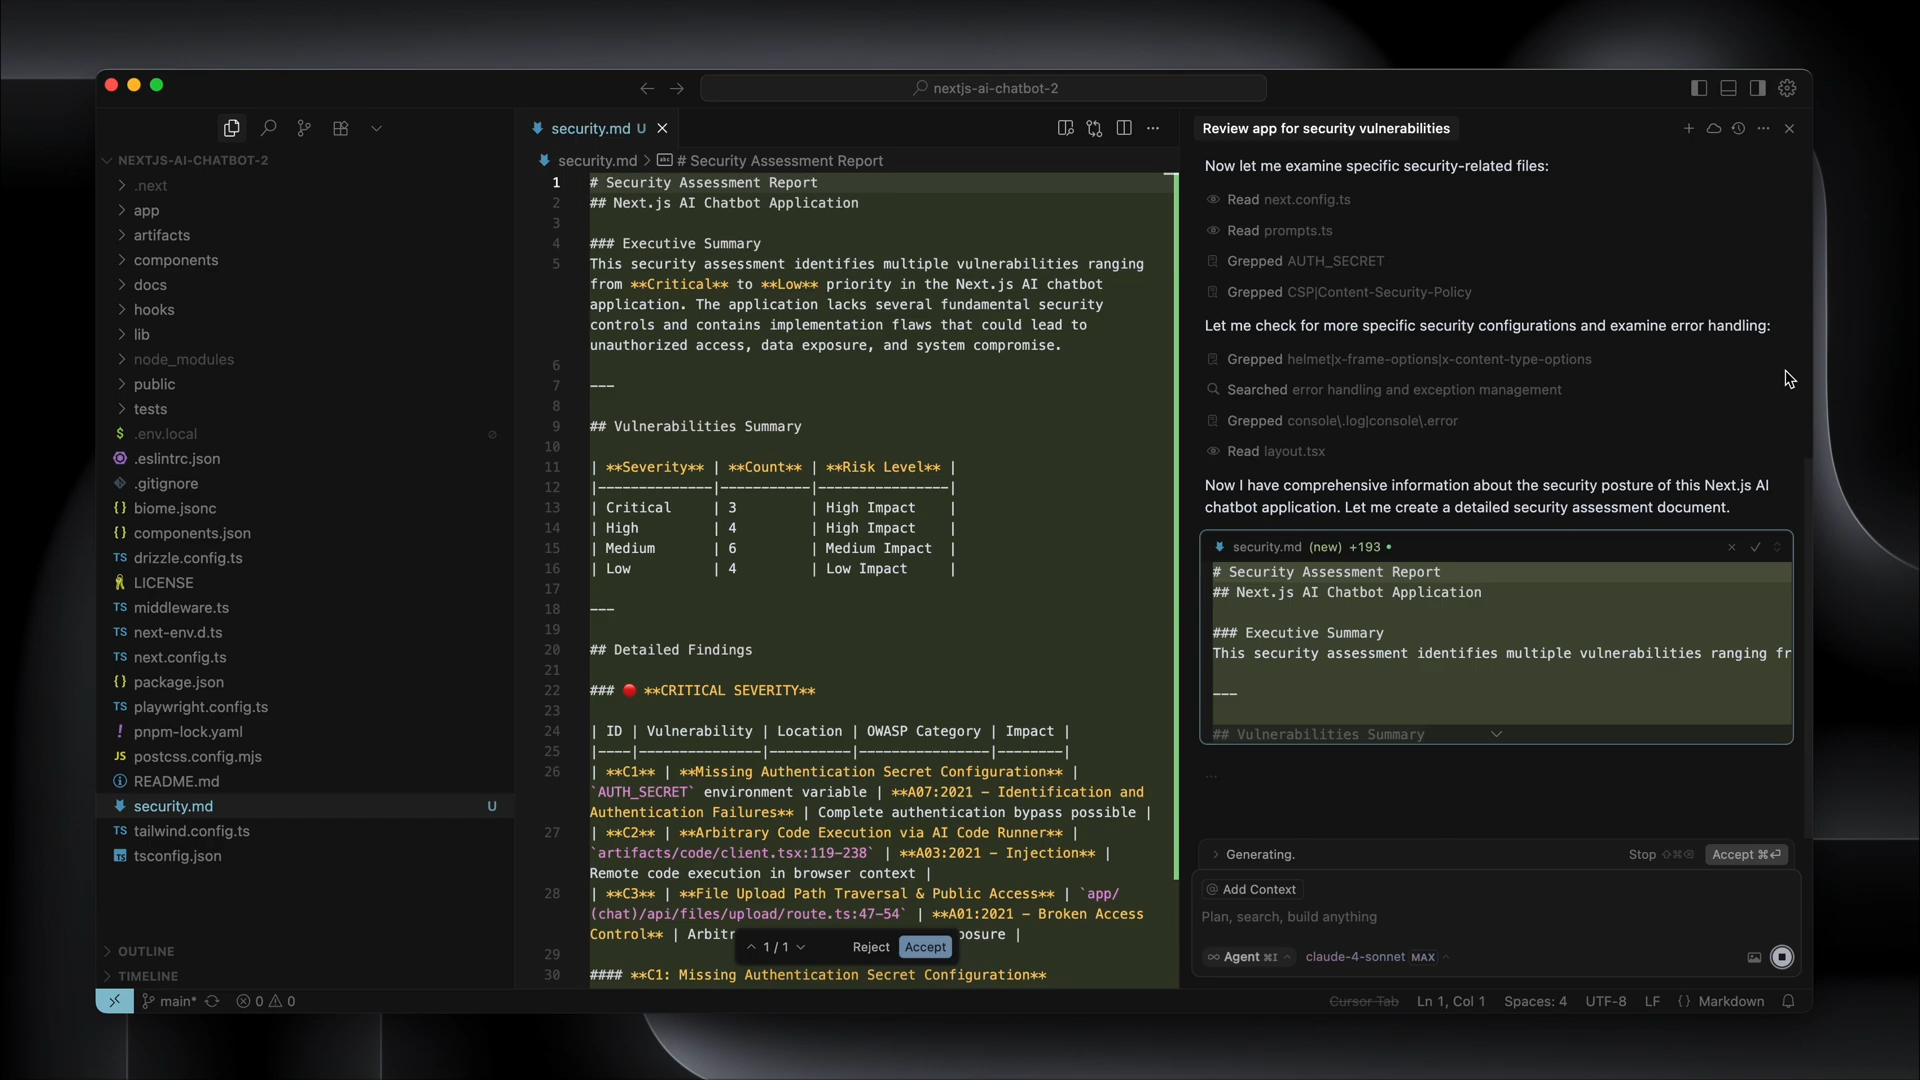 nextjs-ai-chatbot-2
NEXTJS-AI-CHATBOT-2
.next
app
artifacts
components
docs
hooks
lib
node_modules
public
tests
$ .env.local
.eslintrc.json
.gitignore
{} biome.jsonc
{} components.json
TS drizzle.config.ts
LICENSE
TS middleware.ts
TS next-env.d.ts
TS next.config.ts
{} package.json
TS playwright.config.ts
! pnpm-lock.yaml
JS postcss.config.mjs
README.md
security.md U
TS tailwind.config.ts
tsconfig.json
OUTLINE
TIMELINE
security.md U
security.md > # Security Assessment Report
1 # Security Assessment Report
2 ## Next.js AI Chatbot Application
3
4 ### Executive Summary
5 This security assessment identifies multiple vulnerabilities ranging
from **Critical** to **Low** priority in the Next.js AI chatbot
application. The application lacks several fundamental security
controls and contains implementation flaws that could lead to
unauthorized access, data exposure, and system compromise.
6
7 ---
8
9 ## Vulnerabilities Summary
10
11 | **Severity** | **Count** | **Risk Level** |
12 |--------------|-----------|----------------|
13 | Critical | 3 | High Impact |
14 | High | 4 | High Impact |
15 | Medium | 6 | Medium Impact |
16 | Low | 4 | Low Impact |
17
18 ---
19
20 ## Detailed Findings
21
22 ### 🔴 **CRITICAL SEVERITY**
23
24 | ID | Vulnerability | Location | OWASP Category | Impact |
25 |----|---------------|----------|----------------|--------|
26 | **C1** | **Missing Authentication Secret Configuration** |
`AUTH_SECRET` environment variable | **A07:2021 – Identification and
Authentication Failures** | Complete authentication bypass possible |
27 | **C2** | **Arbitrary Code Execution via AI Code Runner** |
`artifacts/code/client.tsx:119-238` | **A03:2021 – Injection** |
Remote code execution in browser context |
28 | **C3** | **File Upload Path Traversal & Public Access** | `app/
(chat)/api/files/upload/route.ts:47-54` | **A01:2021 – Broken Access
Control** | Arbitr
posure |
29
30 #### **C1: Missing Authentication Secret Configuration**
1 / 1 Reject Accept
Review app for security vulnerabilities
Now let me examine specific security-related files:
Read next.config.ts
Read prompts.ts
Grepped AUTH_SECRET
Grepped CSP|Content-Security-Policy
Let me check for more specific security configurations and examine error handling:
Grepped helmet|x-frame-options|x-content-type-options
Searched error handling and exception management
Grepped console\.log|console\.error
Read layout.tsx
Now I have comprehensive information about the security posture of this Next.js AI
chatbot application. Let me create a detailed security assessment document.
security.md (new) +193 •
# Security Assessment Report
## Next.js AI Chatbot Application
### Executive Summary
This security assessment identifies multiple vulnerabilities ranging fr
---
## Vulnerabilities Summary
...
Generating. Stop ⇧⌘⌫ Accept ⌘⏎
@ Add Context
Plan, search, build anything
∞ Agent ⌘I claude-4-sonnet MAX
main* 0 0
Cursor Tab Ln 1, Col 1 Spaces: 4 UTF-8 LF {} Markdown